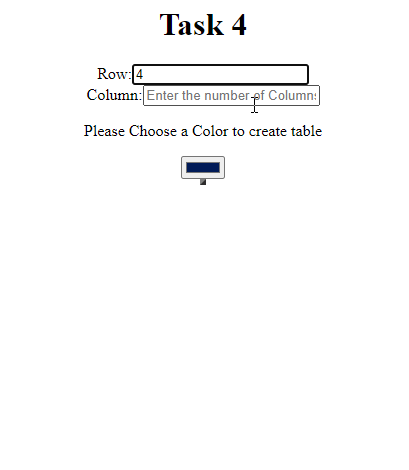 Task 4
Row: 4
Column: Enter the number of Columns
Please Choose a Color to create table